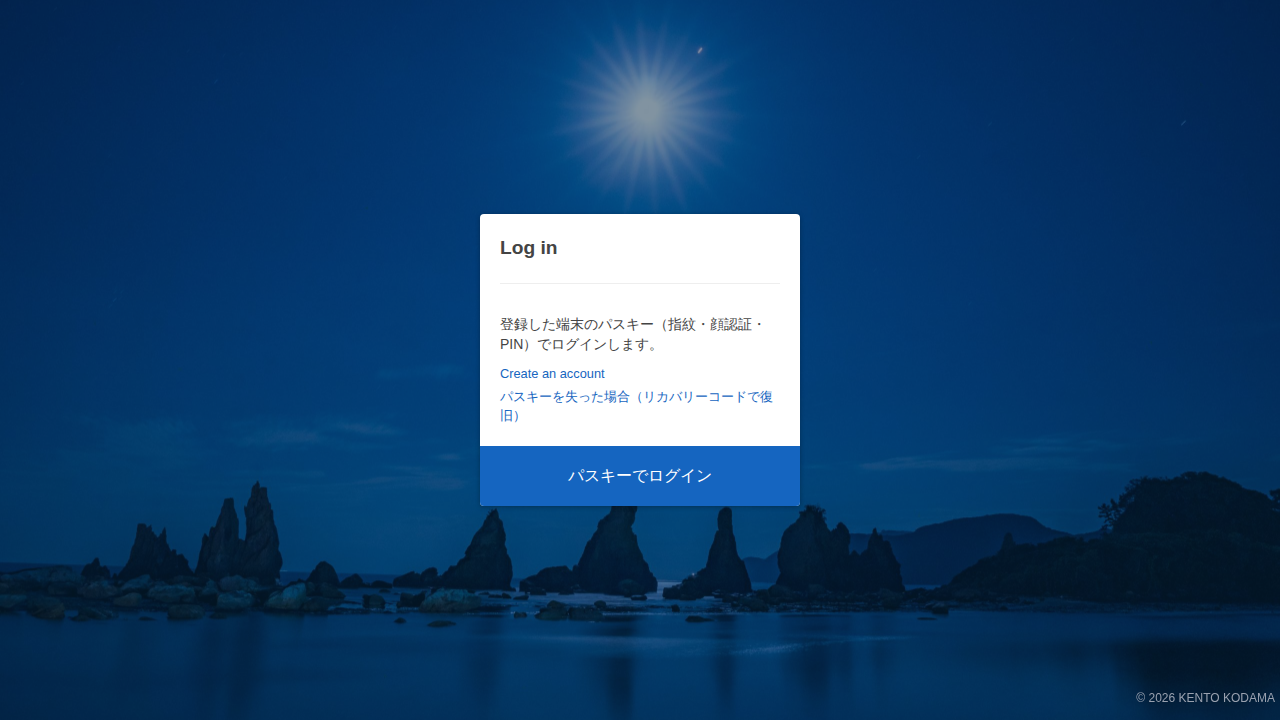 Log in
登録した端末のパスキー（指紋・顔認証・
PIN）でログインします。
Create an account
パスキーを失った場合（リカバリーコードで復
旧）
パスキーでログイン
© 2026 KENTO KODAMA